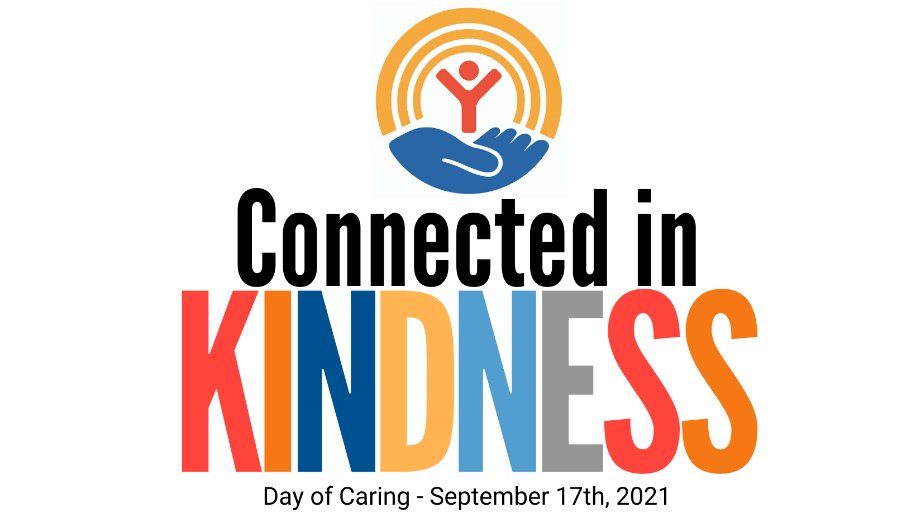 Connected in
KINDNESS
Day of Caring - September 17th, 2021